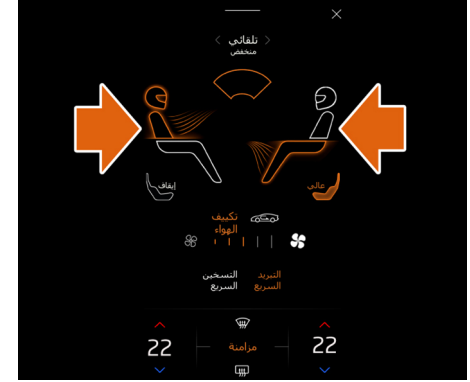 تلقائي
منخفض
إيقاف
عالي
تكييف
الهواء
التسخين
السريع
التبريد
السريع
22
مزامنة
22